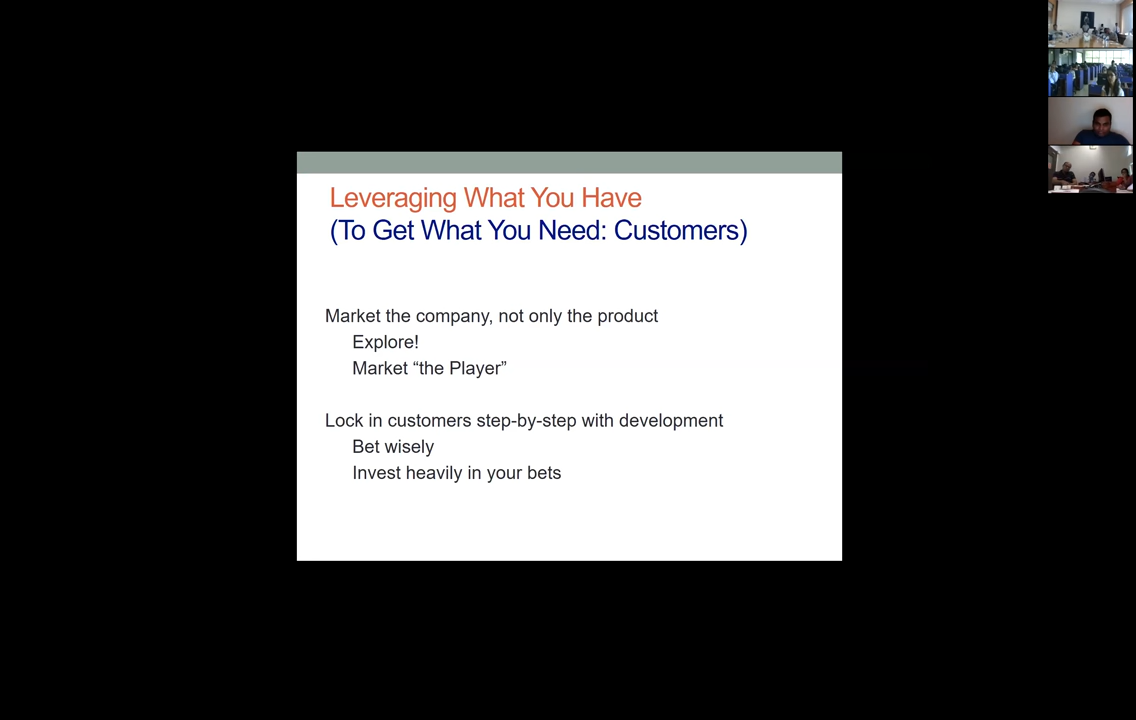 Leveraging What You Have
(To Get What You Need: Customers)
Market the company, not only the product
Explore!
Market “the Player”
Lock in customers step-by-step with development
Bet wisely
Invest heavily in your bets